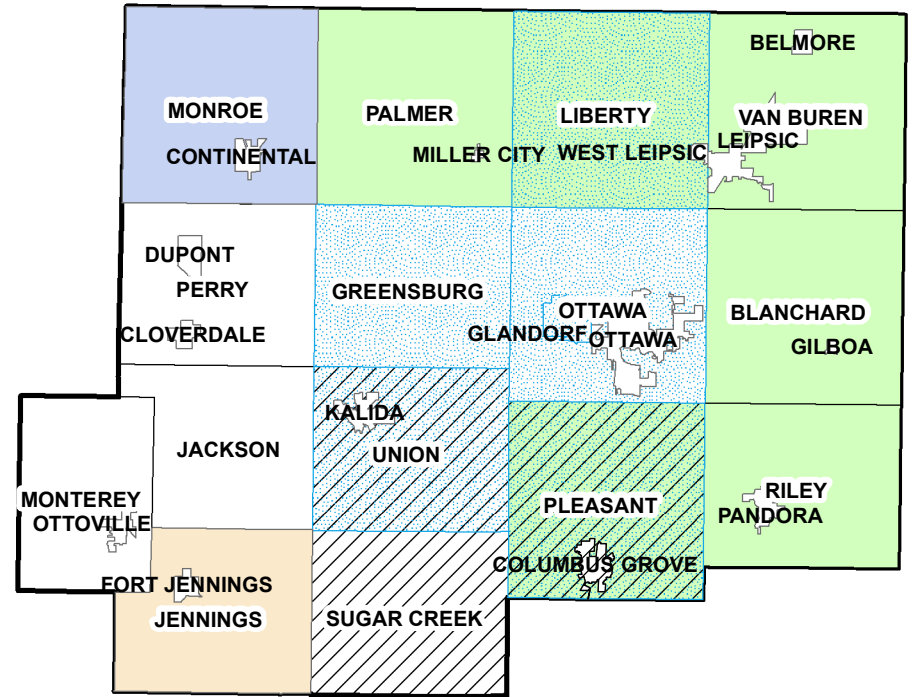 BELMORE
MONROE
PALMER
LIBERTY
VAN BUREN
LEIPSIC
CONTINENTAL
MILLER CITY
WEST LEIPSIC
DUPONT
PERRY
GREENSBURG
OTTAWA
BLANCHARD
CLOVERDALE
GLANDORF
OTTAWA
GILBOA
KALIDA
JACKSON
UNION
MONTEREY
OTTOVILLE
PLEASANT
RILEY
PANDORA
COLUMBUS GROVE
FORT JENNINGS
JENNINGS
SUGAR CREEK